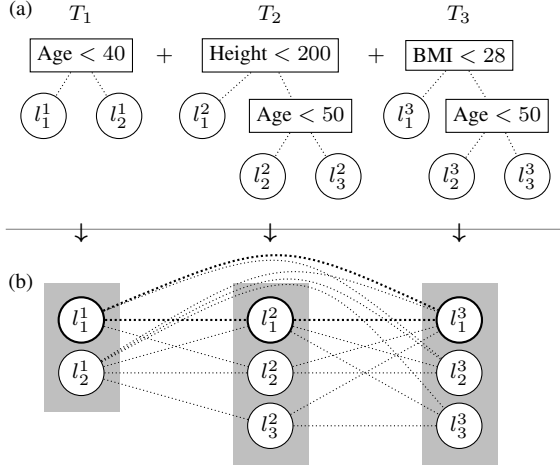 (a) T₁ T₂ T₃
Age < 40 + Height < 200 + BMI < 28
l₁¹ l₂¹ l₁² Age < 50 l₁³ Age < 50
l₂² l₃² l₂³ l₃³
(b)
l₁¹ l₁² l₁³
l₂¹ l₂² l₂³
l₃² l₃³